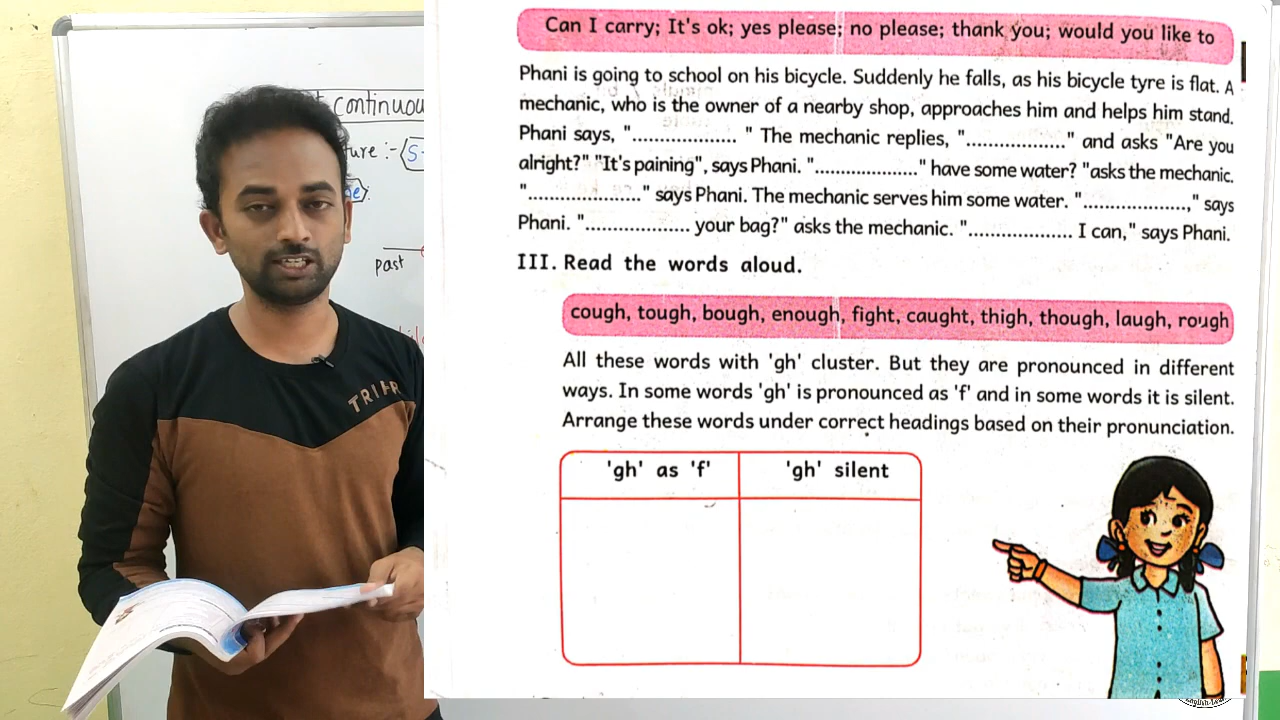 continuou
ture :- S-
past
TRIER
Can I carry; It's ok; yes please; no please; thank you; would you like to
Phani is going to school on his bicycle. Suddenly he falls, as his bicycle tyre is flat. A
mechanic, who is the owner of a nearby shop, approaches him and helps him stand.
Phani says, ".................. " The mechanic replies, ".................." and asks "Are you
alright?" "It's paining", says Phani. "..................." have some water? "asks the mechanic.
"....................." says Phani. The mechanic serves him some water. "...................," says
Phani. "................... your bag?" asks the mechanic. "................... I can," says Phani.
III. Read the words aloud.
cough, tough, bough, enough, fight, caught, thigh, though, laugh, rough
All these words with 'gh' cluster. But they are pronounced in different
ways. In some words 'gh' is pronounced as 'f' and in some words it is silent.
Arrange these words under correct headings based on their pronunciation.
'gh' as 'f' 'gh' silent